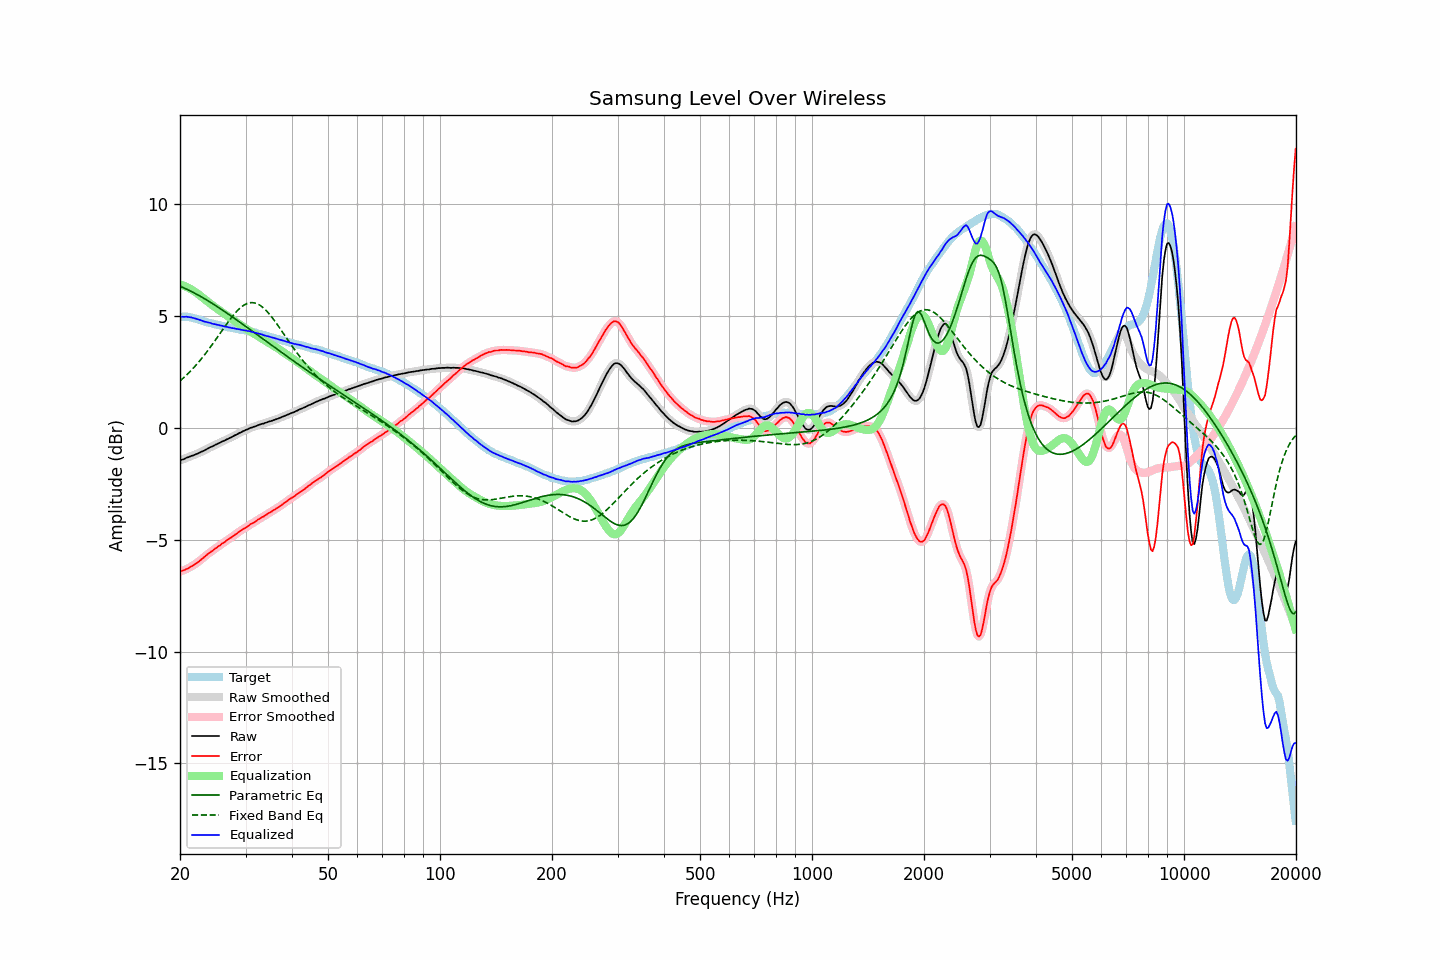 Samsung Level Over Wireless
Amplitude (dBr)
10
5
0
−5
−10
−15
Target
Raw Smoothed
Error Smoothed
Raw
Error
Equalization
Parametric Eq
Fixed Band Eq
Equalized
20 50 100 200 500 1000 2000 5000 10000 20000
Frequency (Hz)